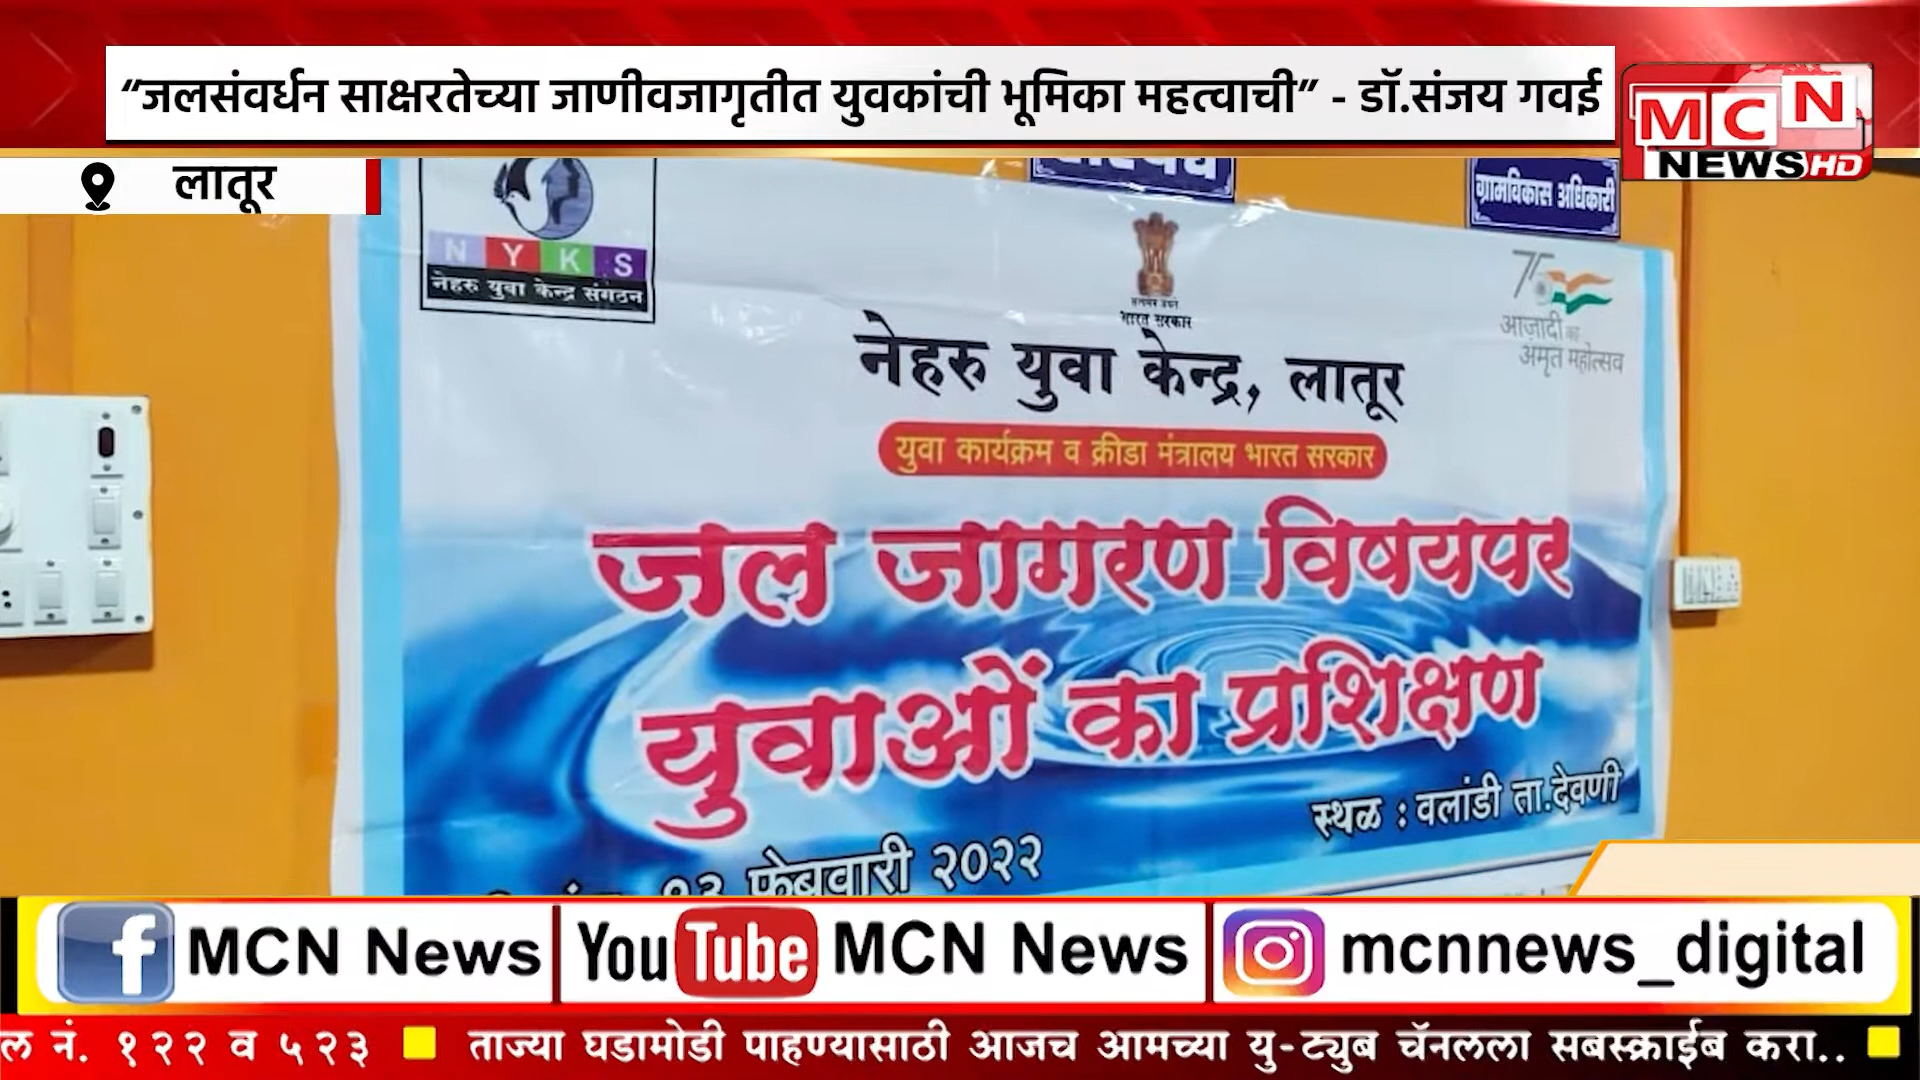 “जलसंवर्धन साक्षरतेच्या जाणीवजागृतीत युवकांची भूमिका महत्वाची” - डॉ.संजय गवई
MCN
NEWS HD
लातूर
ग्रामविकास अधिकारी
NYKS
नेहरु युवा केन्द्र संगठन
भारत सरकार
75
आज़ादी का
अमृत महोत्सव
नेहरु युवा केन्द्र, लातूर
युवा कार्यक्रम व क्रीडा मंत्रालय भारत सरकार
जल जागरण विषयपर
युवाओं का प्रशिक्षण
स्थळ : वलांडी ता.देवणी
फेब्रुवारी २०२२
f MCN News
YouTube MCN News
mcnnews_digital
ल नं. १२२ व ५२३ ताज्या घडामोडी पाहण्यासाठी आजच आमच्या यु-ट्युब चॅनलला सबस्क्राईब करा..